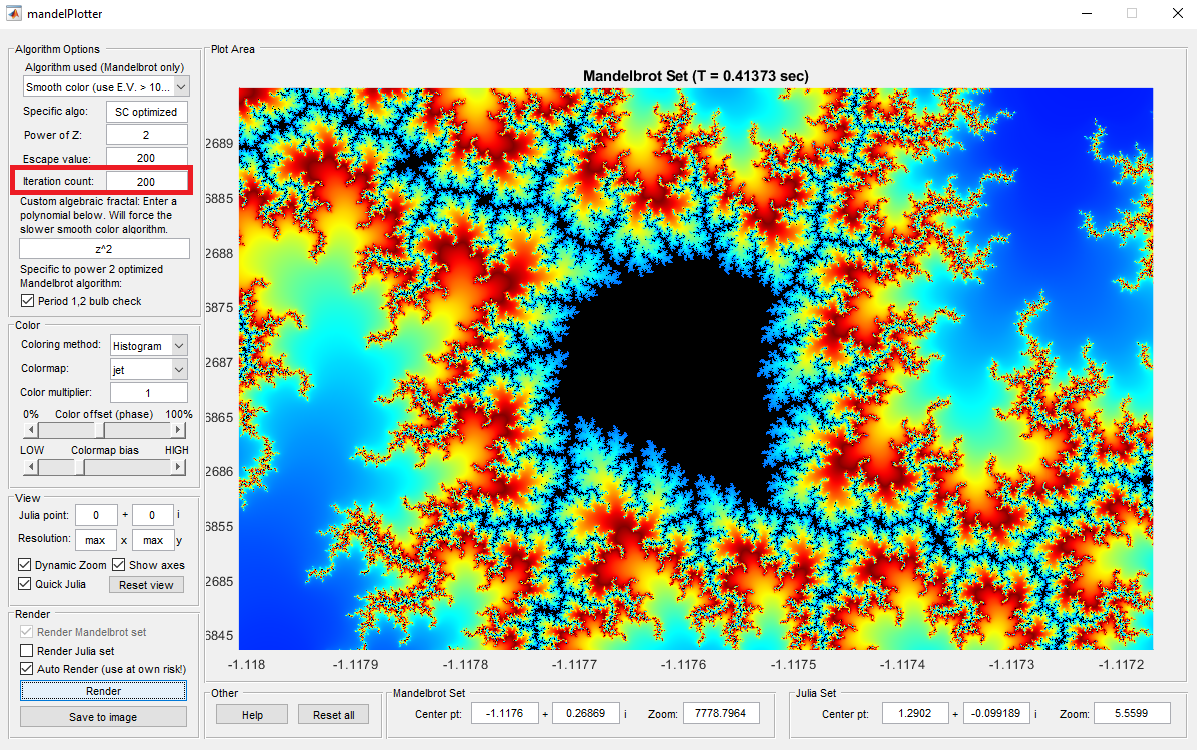 mandelPlotter
Algorithm Options
Algorithm used (Mandelbrot only)
Smooth color (use E.V. > 10...
Specific algo: SC optimized
Power of Z: 2
Escape value: 200
Iteration count: 200
Custom algebraic fractal: Enter a
polynomial below. Will force the
slower smooth color algorithm.
z^2
Specific to power 2 optimized
Mandelbrot algorithm:
Period 1,2 bulb check
Color
Coloring method: Histogram
Colormap: jet
Color multiplier: 1
0% Color offset (phase) 100%
LOW Colormap bias HIGH
View
Julia point: 0 + 0 i
Resolution: max x max y
Dynamic Zoom Show axes
Quick Julia Reset view
Render
Render Mandelbrot set
Render Julia set
Auto Render (use at own risk!)
Render
Save to image
Plot Area
Mandelbrot Set (T = 0.41373 sec)
2689
6885
2688
6875
2687
6865
2686
6855
2685
6845
-1.118 -1.1179 -1.1178 -1.1177 -1.1176 -1.1175 -1.1174 -1.1173 -1.1172
Other
Help Reset all
Mandelbrot Set
Center pt: -1.1176 + 0.26869 i Zoom: 7778.7964
Julia Set
Center pt: 1.2902 + -0.099189 i Zoom: 5.5599